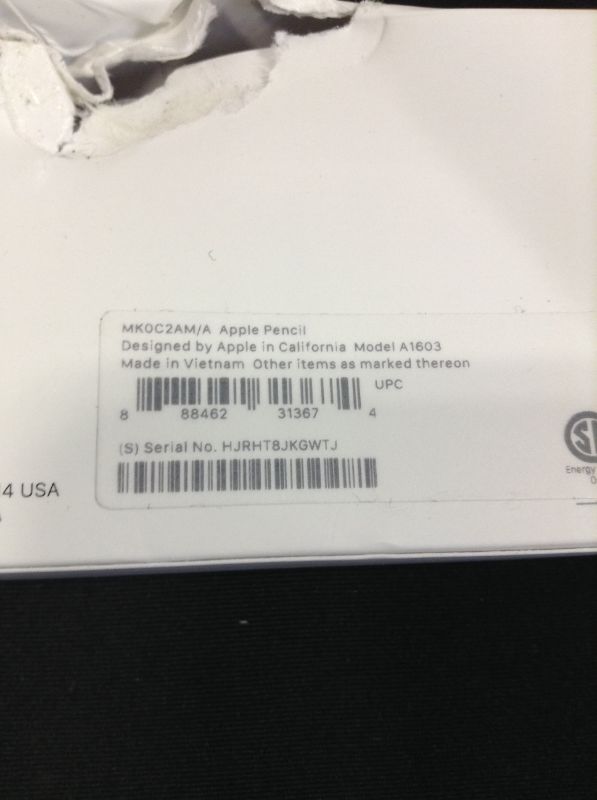 MK0C2AM/A Apple Pencil
Designed by Apple in California Model A1603
Made in Vietnam Other items as marked thereon
UPC
8 88462 31367 4
(S) Serial No. HJRHT8JKGWTJ
4 USA
Energy